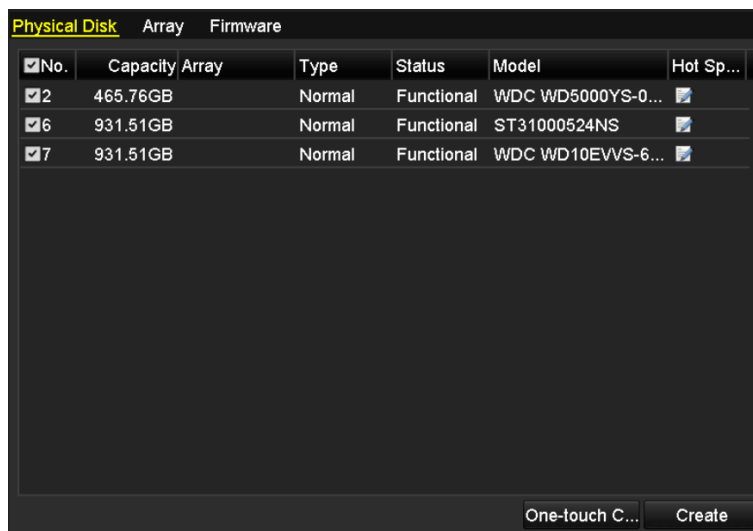 Physical Disk Array Firmware
No. Capacity Array Type Status Model Hot Sp...
2 465.76GB Normal Functional WDC WD5000YS-0...
6 931.51GB Normal Functional ST31000524NS
7 931.51GB Normal Functional WDC WD10EVVS-6...
One-touch C... Create